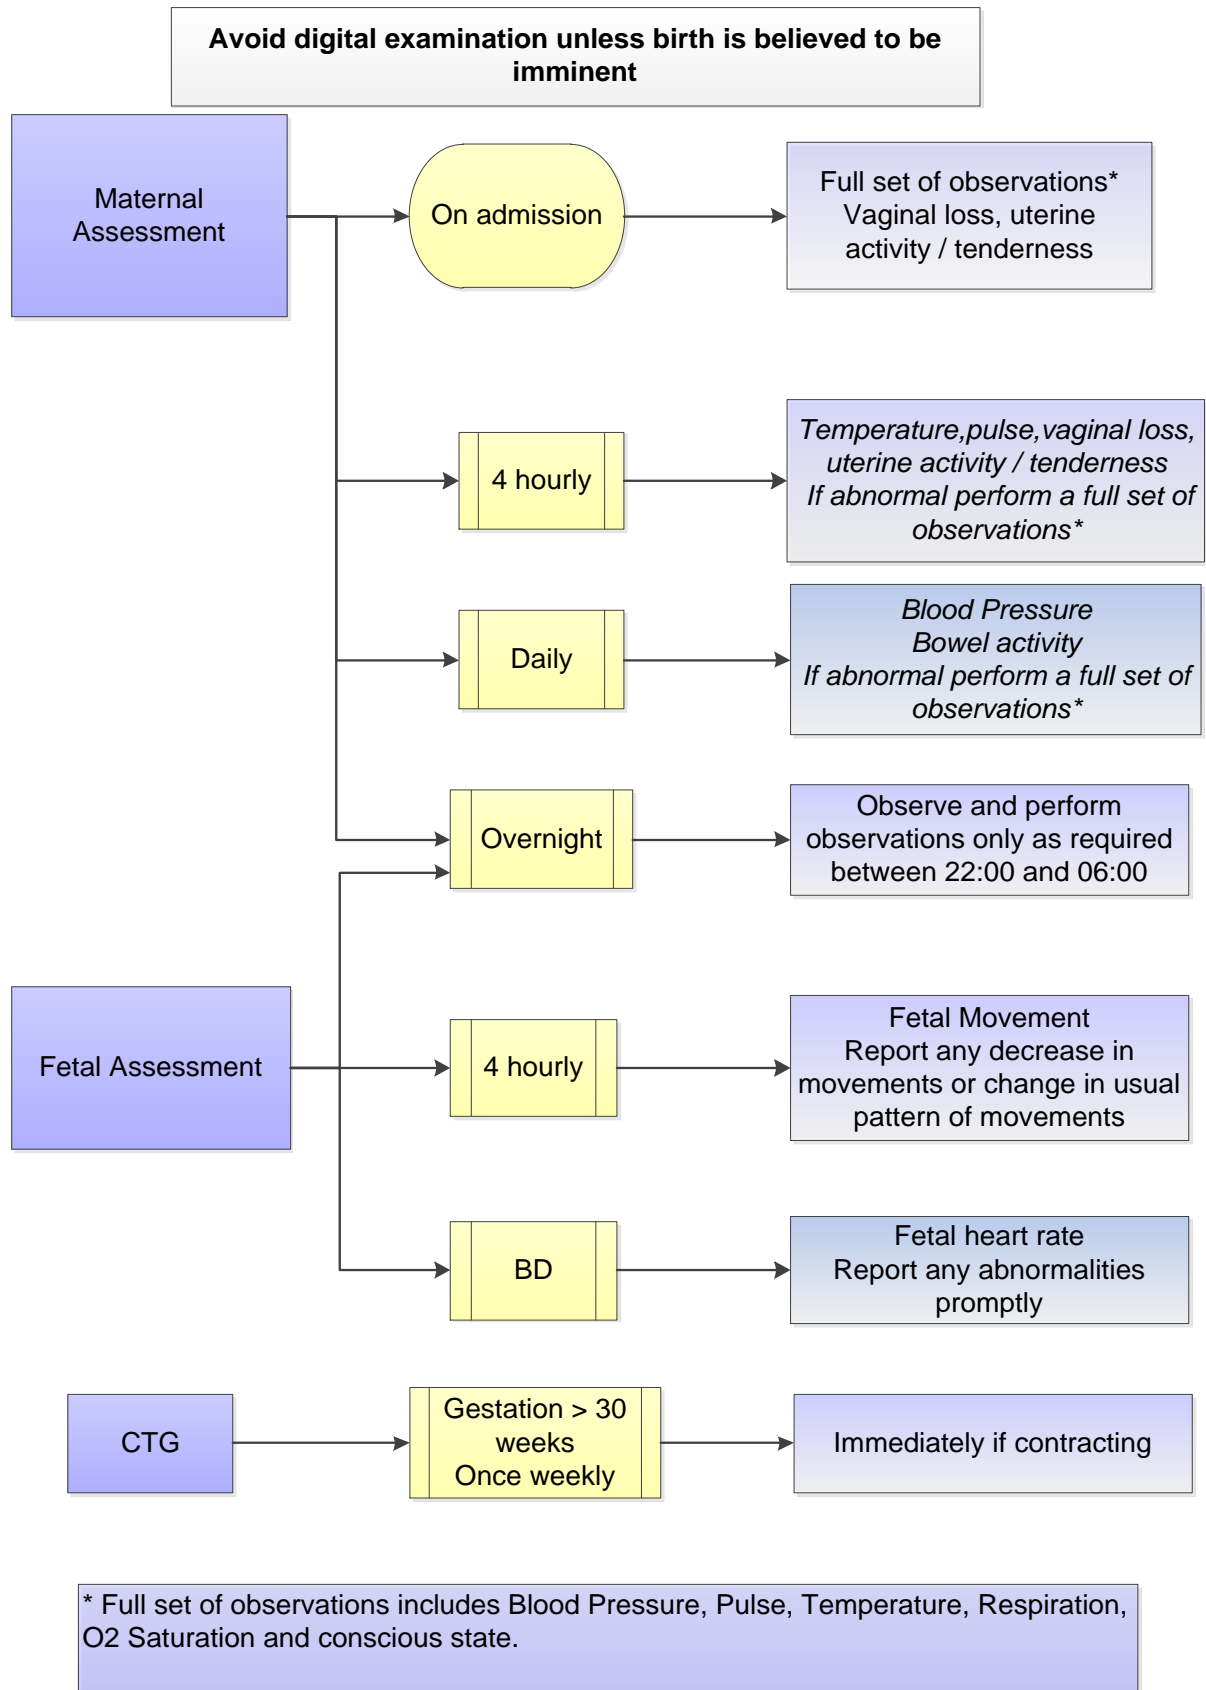 Avoid digital examination unless birth is believed to be
imminent
Maternal
Assessment
On admission
Full set of observations*
Vaginal loss, uterine
activity / tenderness
4 hourly
Temperature,pulse,vaginal loss,
uterine activity / tenderness
If abnormal perform a full set of
observations*
Daily
Blood Pressure
Bowel activity
If abnormal perform a full set of
observations*
Overnight
Observe and perform
observations only as required
between 22:00 and 06:00
Fetal Assessment
4 hourly
Fetal Movement
Report any decrease in
movements or change in usual
pattern of movements
BD
Fetal heart rate
Report any abnormalities
promptly
CTG
Gestation > 30
weeks
Once weekly
Immediately if contracting
* Full set of observations includes Blood Pressure, Pulse, Temperature, Respiration,
O2 Saturation and conscious state.